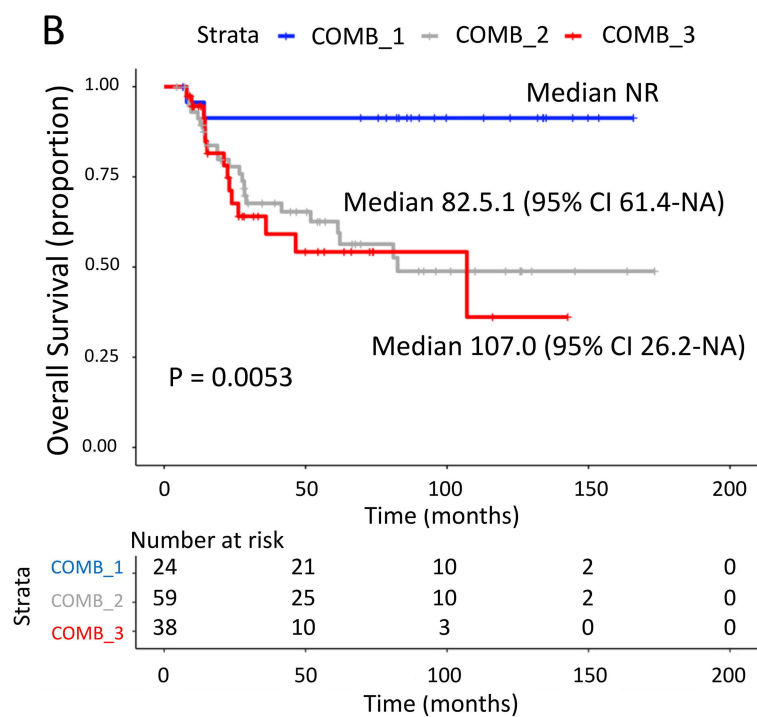 B
Strata COMB_1 COMB_2 COMB_3
Overall Survival (proportion)
1.00
0.75
0.50
0.25
0.00
Median NR
Median 82.5.1 (95% CI 61.4-NA)
Median 107.0 (95% CI 26.2-NA)
P = 0.0053
0 50 100 150 200
Time (months)
Number at risk
Strata
COMB_1 24 21 10 2 0
COMB_2 59 25 10 2 0
COMB_3 38 10 3 0 0
0 50 100 150 200
Time (months)